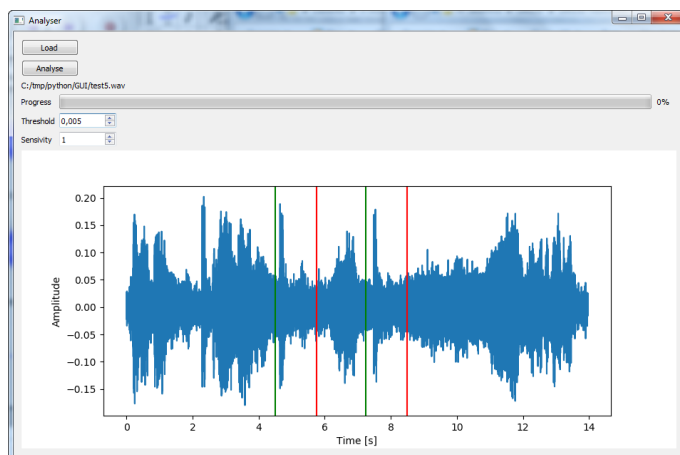 Analyser
Load
Analyse
C:/tmp/python/GUI/test5.wav
Progress 0%
Threshold 0,005
Sensivity 1
0.20
0.15
0.10
0.05
0.00
−0.05
−0.10
−0.15
Amplitude
0 2 4 6 8 10 12 14
Time [s]